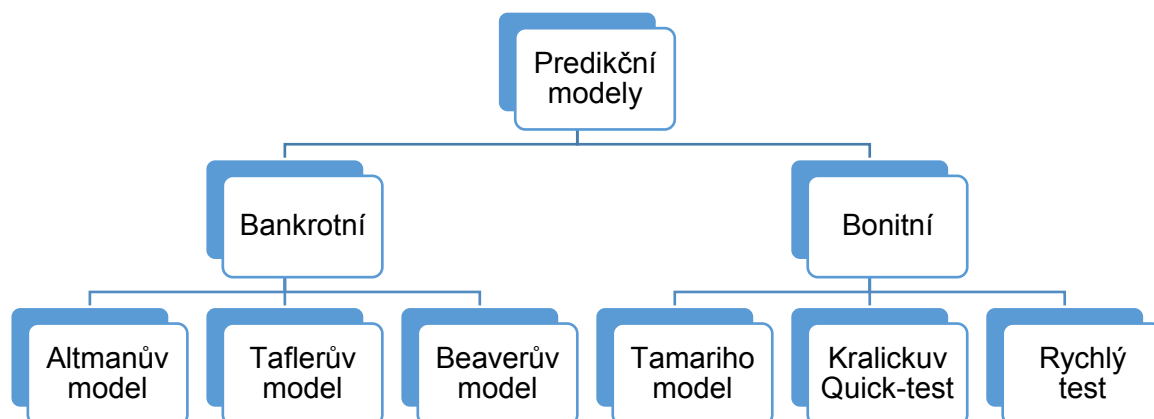 Predikční
modely
Bankrotní
Bonitní
Altmanův
model
Taflerův
model
Beaverův
model
Tamariho
model
Kralickuv
Quick-test
Rychlý
test